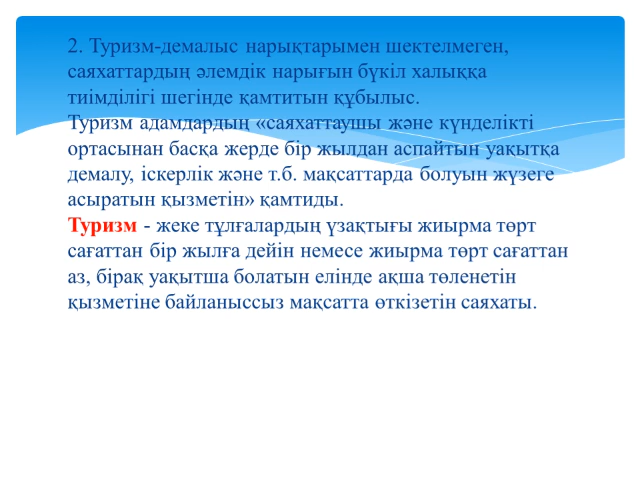 2. Туризм-демалыс нарықтарымен шектелмеген,
саяхаттардың әлемдік нарығын бүкіл халыққа
тиімділігі шегінде қамтитын құбылыс.
Туризм адамдардың «саяхаттаушы және күнделікті
ортасынан басқа жерде бір жылдан аспайтын уақытқа
демалу, іскерлік және т.б. мақсаттарда болуын жүзеге
асыратын қызметін» қамтиды.
Туризм - жеке тұлғалардың ұзақтығы жиырма төрт
сағаттан бір жылға дейін немесе жиырма төрт сағаттан
аз, бірақ уақытша болатын елінде ақша төленетін
қызметіне байланыссыз мақсатта өткізетін саяхаты.